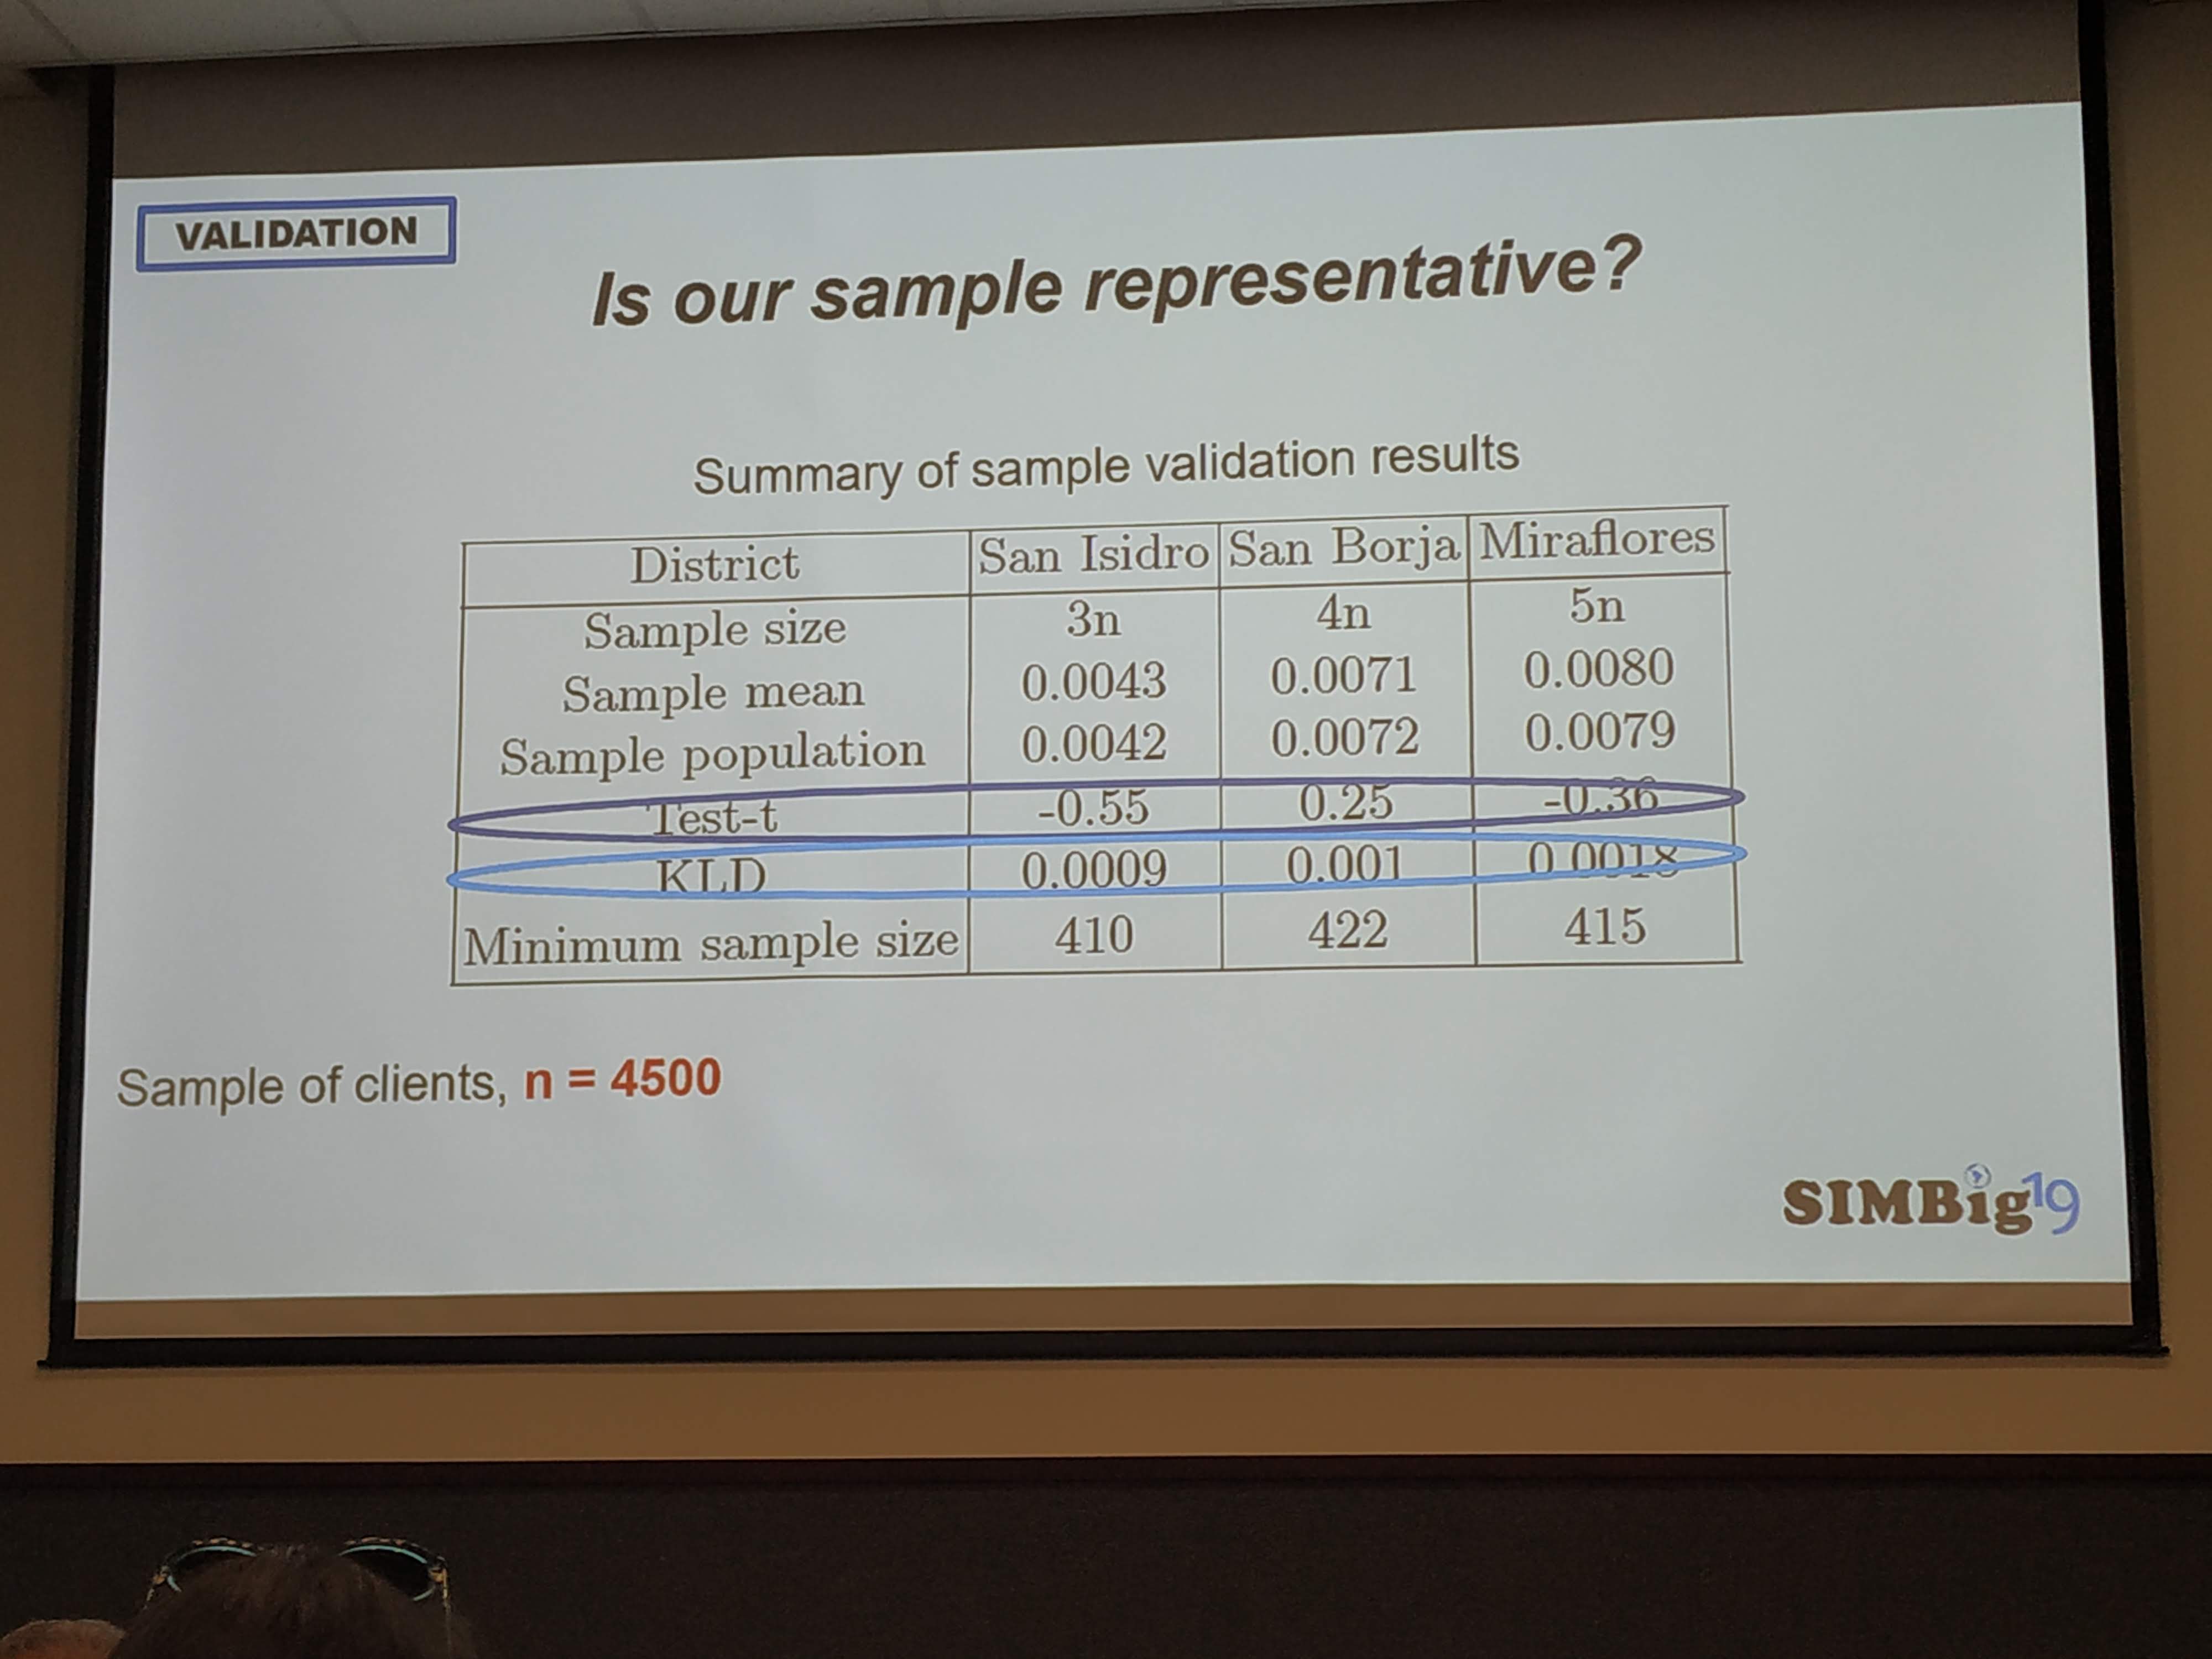 VALIDATION
Is our sample representative?
Summary of sample validation results
District San Isidro San Borja Miraflores
Sample size 3n 4n 5n
Sample mean 0.0043 0.0071 0.0080
Sample population 0.0042 0.0072 0.0079
Test-t -0.55 0.25 -0.36
KLD 0.0009 0.001 0.0018
Minimum sample size 410 422 415
Sample of clients, n = 4500
SIMBig19